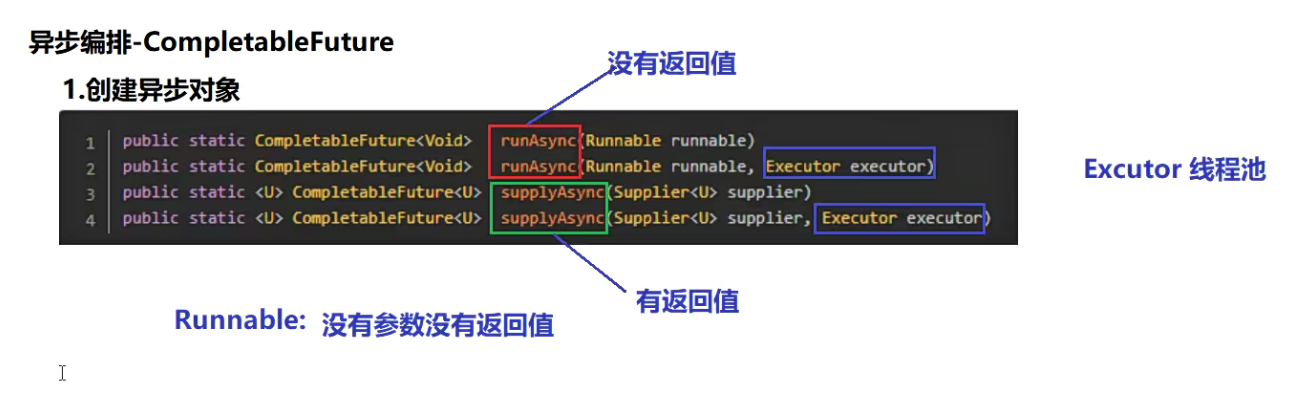 异步编排-CompletableFuture
没有返回值
1.创建异步对象
1 public static CompletableFuture<Void> runAsync(Runnable runnable)
2 public static CompletableFuture<Void> runAsync(Runnable runnable, Executor executor)
3 public static <U> CompletableFuture<U> supplyAsync(Supplier<U> supplier)
4 public static <U> CompletableFuture<U> supplyAsync(Supplier<U> supplier, Executor executor)
Excutor 线程池
有返回值
Runnable: 没有参数没有返回值